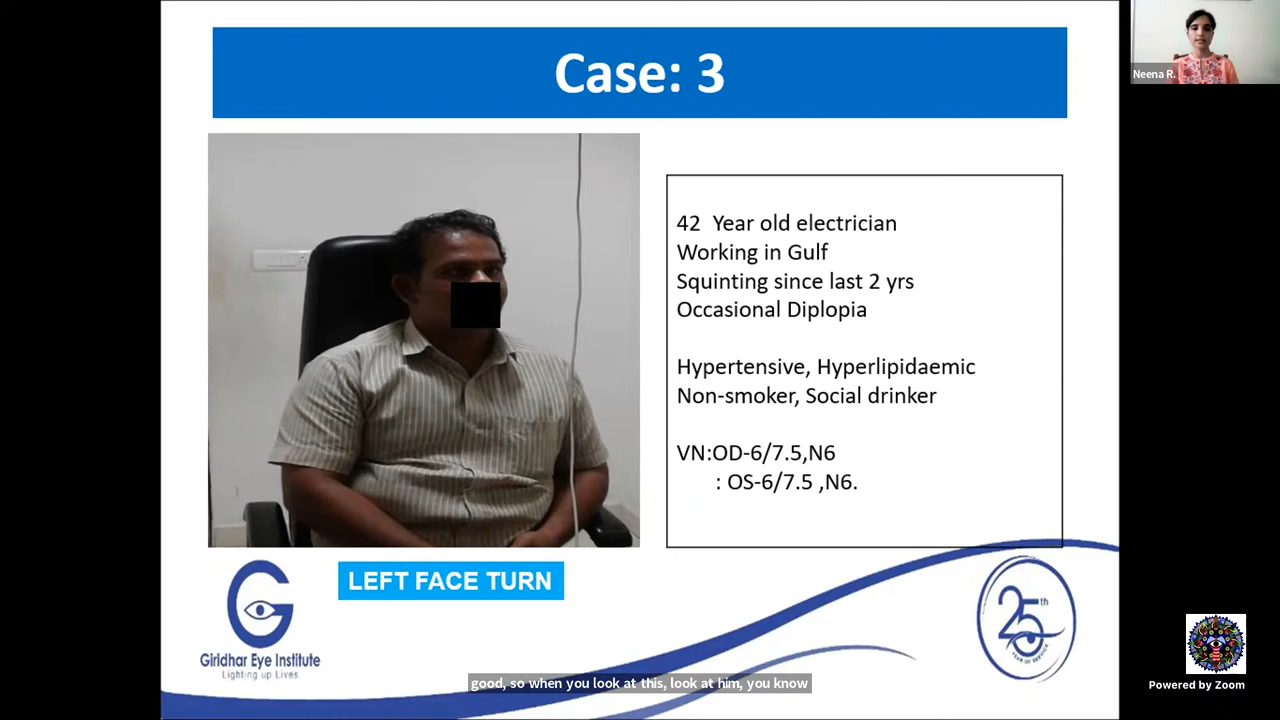 Case: 3
Neena R.
42 Year old electrician
Working in Gulf
Squinting since last 2 yrs
Occasional Diplopia
Hypertensive, Hyperlipidaemic
Non-smoker, Social drinker
VN:OD-6/7.5,N6
: OS-6/7.5 ,N6.
LEFT FACE TURN
Giridhar Eye Institute
Lighting up Lives
25th
YEAR OF SERVICE
good, so when you look at this, look at him, you know
Powered by Zoom